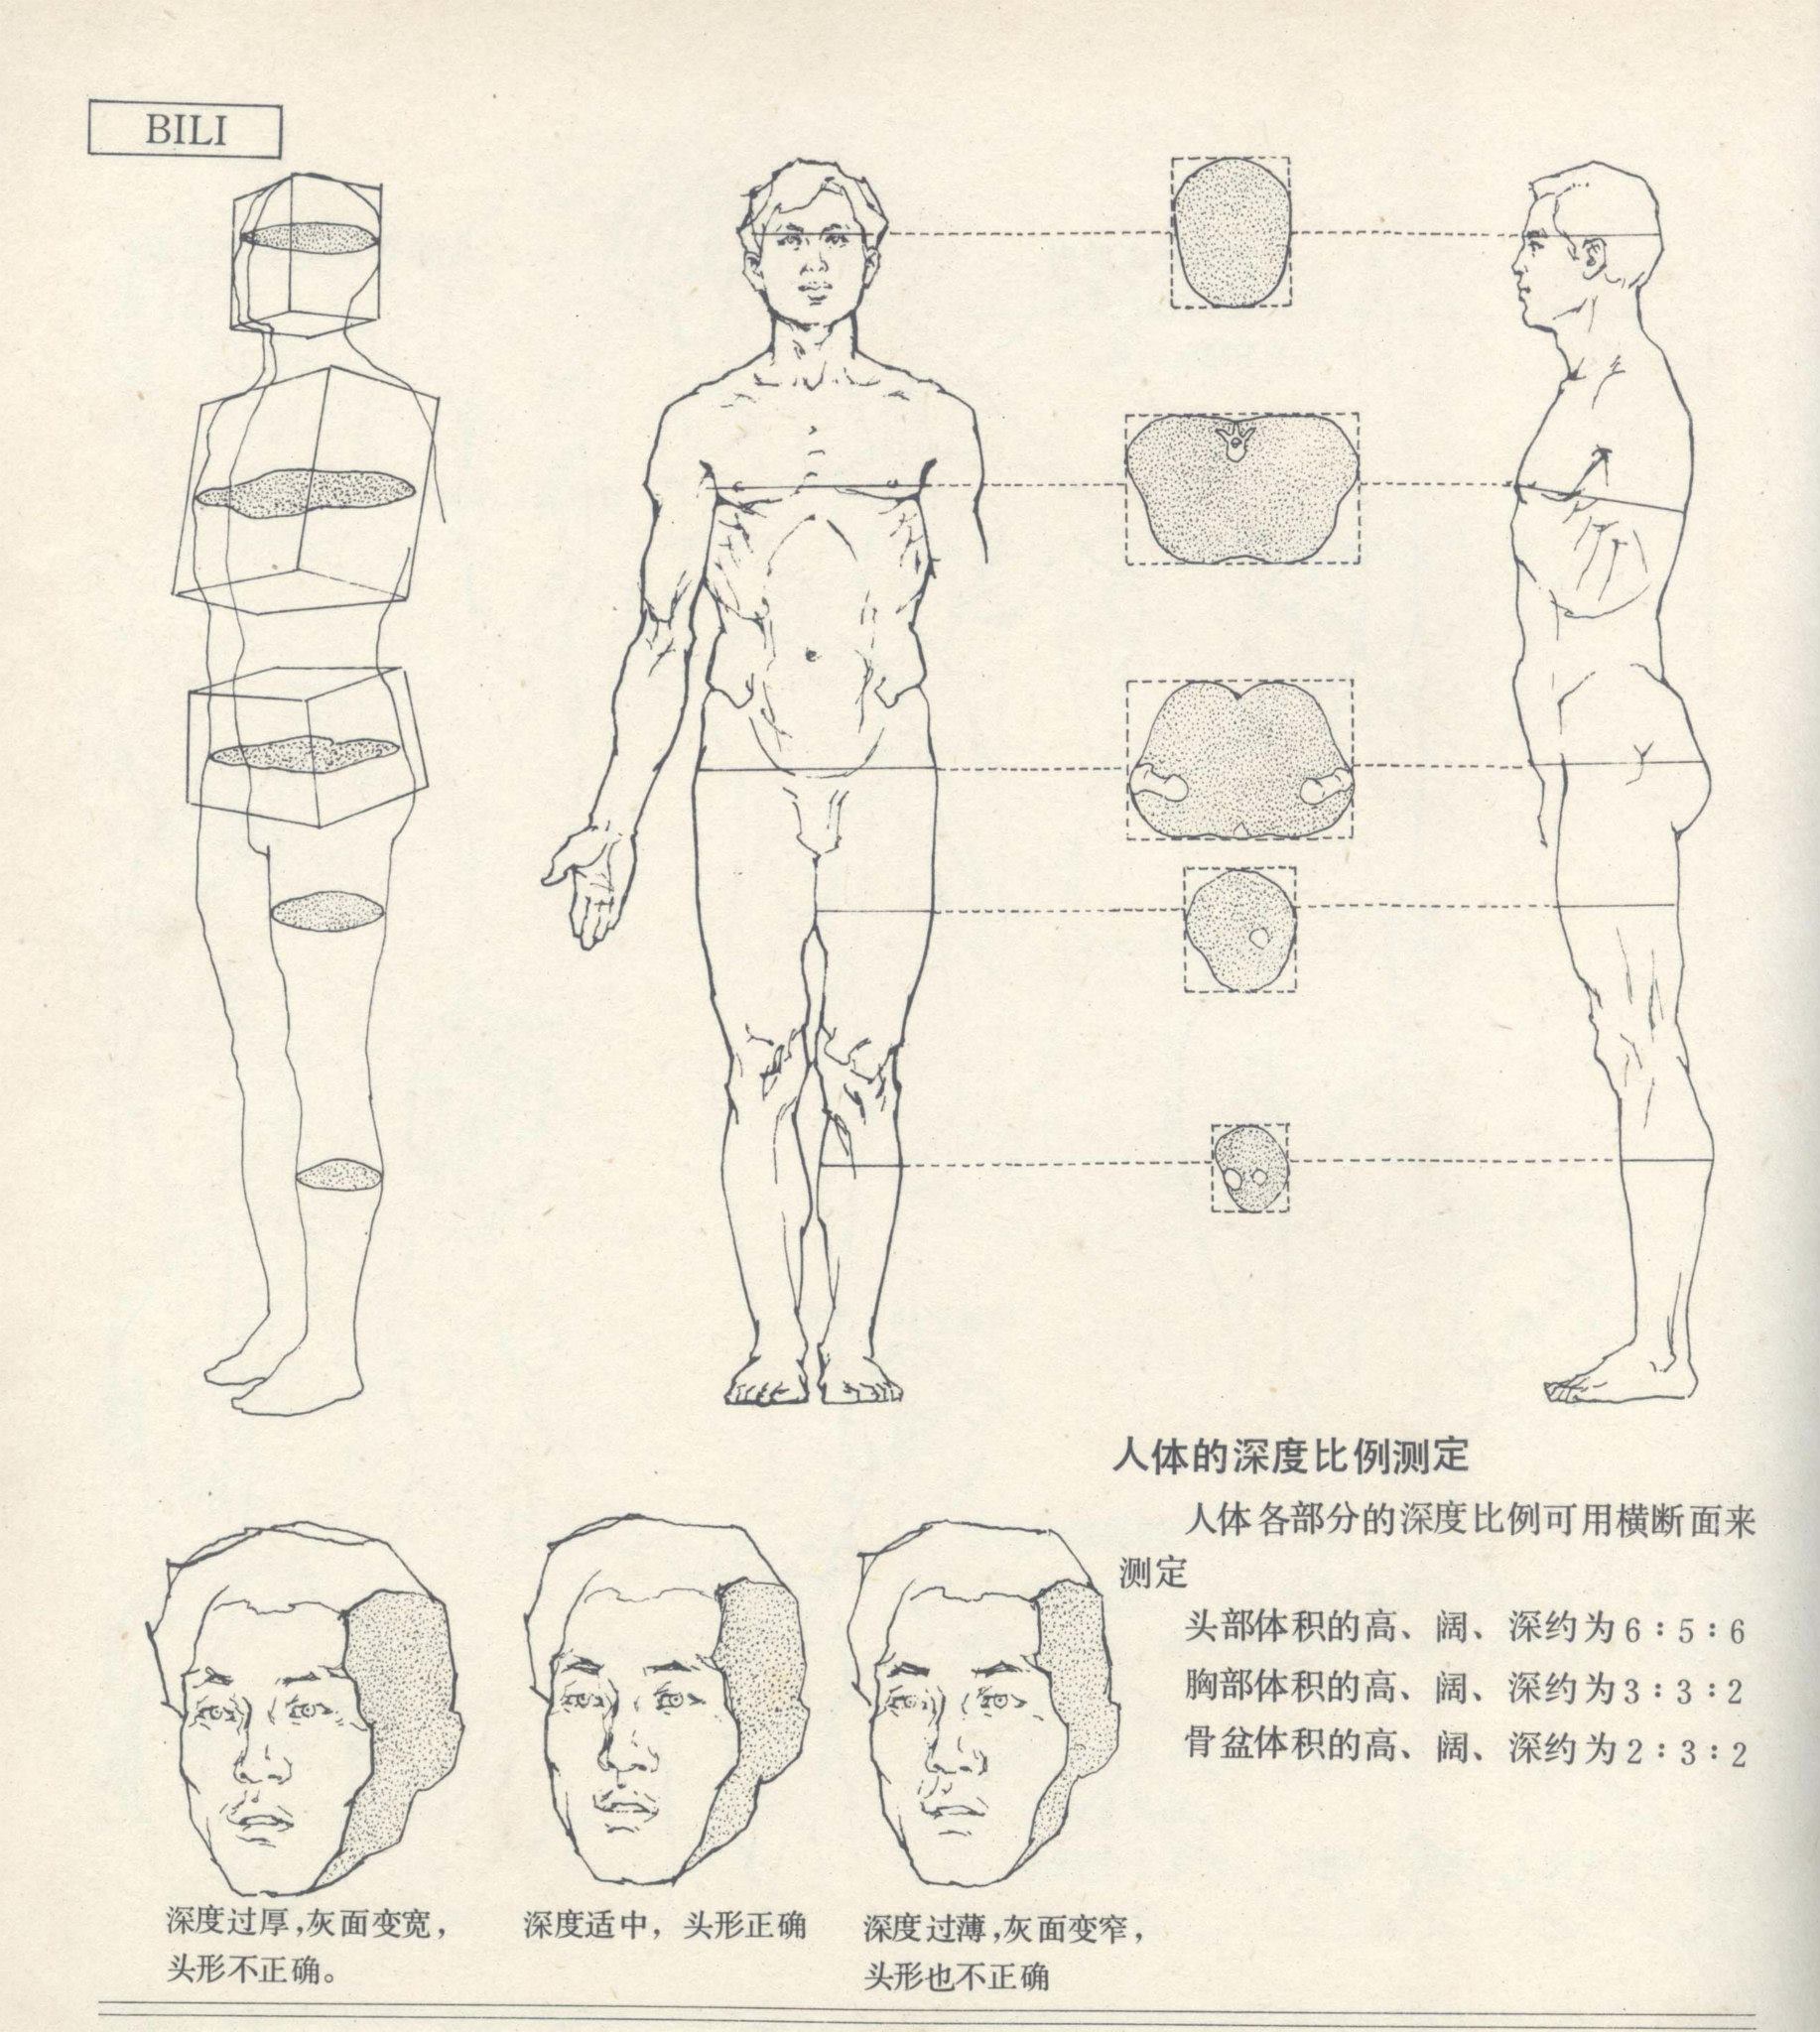 BILI
人体的深度比例测定
人体各部分的深度比例可用横断面来
测定
头部体积的高、阔、深约为6:5:6
胸部体积的高、阔、深约为3:3:2
骨盆体积的高、阔、深约为2:3:2
深度过厚,灰面变宽,
头形不正确。
深度适中,头形正确
深度过薄,灰面变窄,
头形也不正确